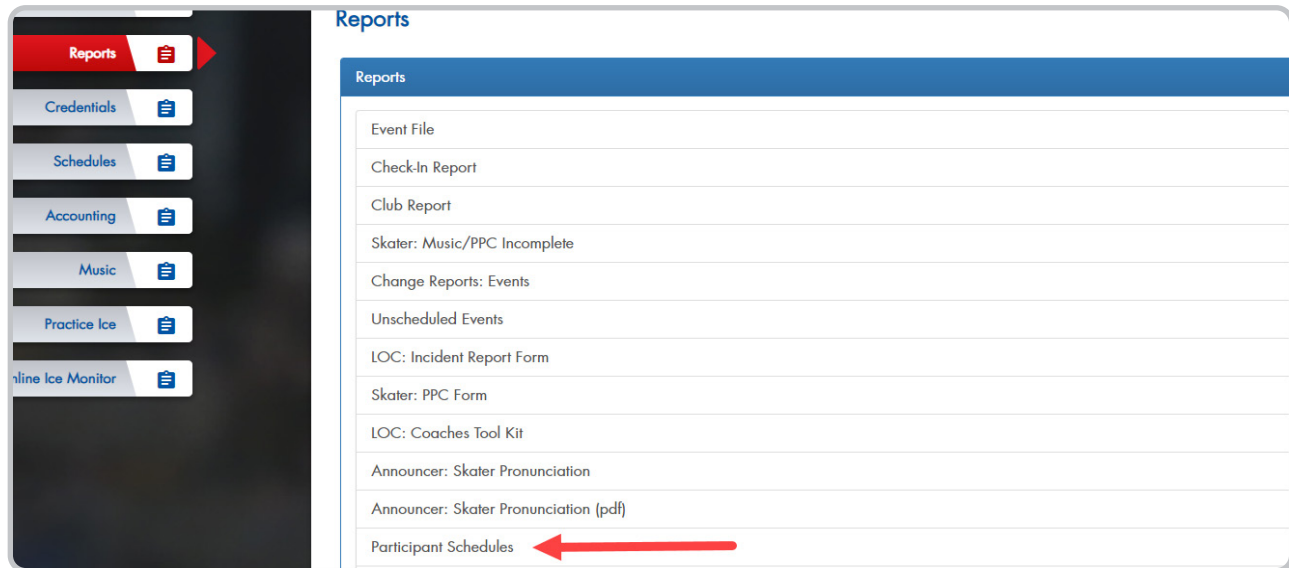 Reports
Reports
Credentials
Schedules
Accounting
Music
Practice Ice
nline Ice Monitor
Reports
Event File
Check-In Report
Club Report
Skater: Music/PPC Incomplete
Change Reports: Events
Unscheduled Events
LOC: Incident Report Form
Skater: PPC Form
LOC: Coaches Tool Kit
Announcer: Skater Pronunciation
Announcer: Skater Pronunciation (pdf)
Participant Schedules